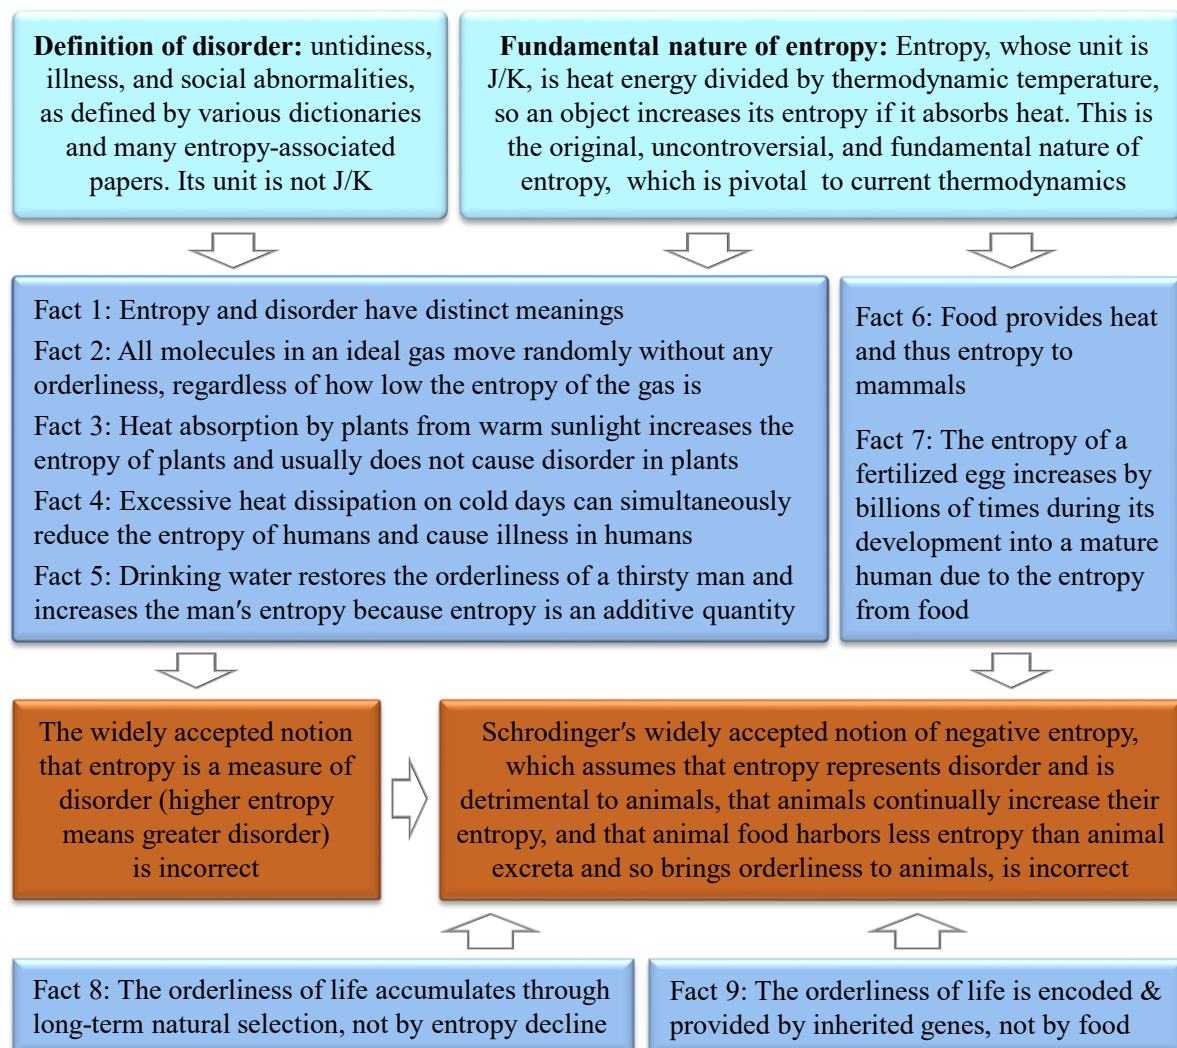 Definition of disorder: untidiness,
illness, and social abnormalities,
as defined by various dictionaries
and many entropy-associated
papers. Its unit is not J/K
Fundamental nature of entropy: Entropy, whose unit is
J/K, is heat energy divided by thermodynamic temperature,
so an object increases its entropy if it absorbs heat. This is
the original, uncontroversial, and fundamental nature of
entropy, which is pivotal to current thermodynamics
Fact 1: Entropy and disorder have distinct meanings
Fact 2: All molecules in an ideal gas move randomly without any
orderliness, regardless of how low the entropy of the gas is
Fact 3: Heat absorption by plants from warm sunlight increases the
entropy of plants and usually does not cause disorder in plants
Fact 4: Excessive heat dissipation on cold days can simultaneously
reduce the entropy of humans and cause illness in humans
Fact 5: Drinking water restores the orderliness of a thirsty man and
increases the man's entropy because entropy is an additive quantity
Fact 6: Food provides heat
and thus entropy to
mammals
Fact 7: The entropy of a
fertilized egg increases by
billions of times during its
development into a mature
human due to the entropy
from food
The widely accepted notion
that entropy is a measure of
disorder (higher entropy
means greater disorder)
is incorrect
Schrodinger's widely accepted notion of negative entropy,
which assumes that entropy represents disorder and is
detrimental to animals, that animals continually increase their
entropy, and that animal food harbors less entropy than animal
excreta and so brings orderliness to animals, is incorrect
Fact 8: The orderliness of life accumulates through
long-term natural selection, not by entropy decline
Fact 9: The orderliness of life is encoded &
provided by inherited genes, not by food